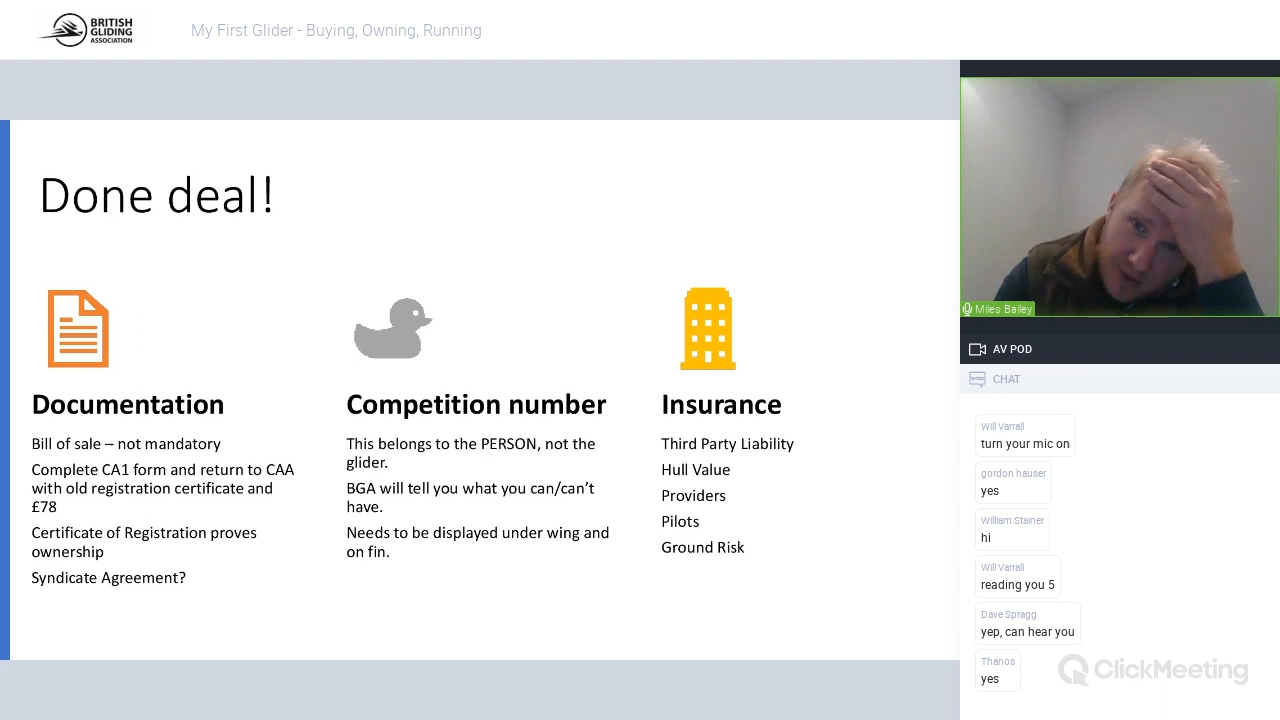 BRITISH
GLIDING
ASSOCIATION
My First Glider - Buying, Owning, Running
Done deal!
Documentation
Bill of sale – not mandatory
Complete CA1 form and return to CAA
with old registration certificate and
£78
Certificate of Registration proves
ownership
Syndicate Agreement?
Competition number
This belongs to the PERSON, not the
glider.
BGA will tell you what you can/can't
have.
Needs to be displayed under wing and
on fin.
Insurance
Third Party Liability
Hull Value
Providers
Pilots
Ground Risk
Miles Bailey
AV POD
CHAT
Will Varrall
turn your mic on
gordon hauser
yes
William Stainer
hi
Will Varrall
reading you 5
Dave Spragg
yep, can hear you
Thanos
yes
ClickMeeting